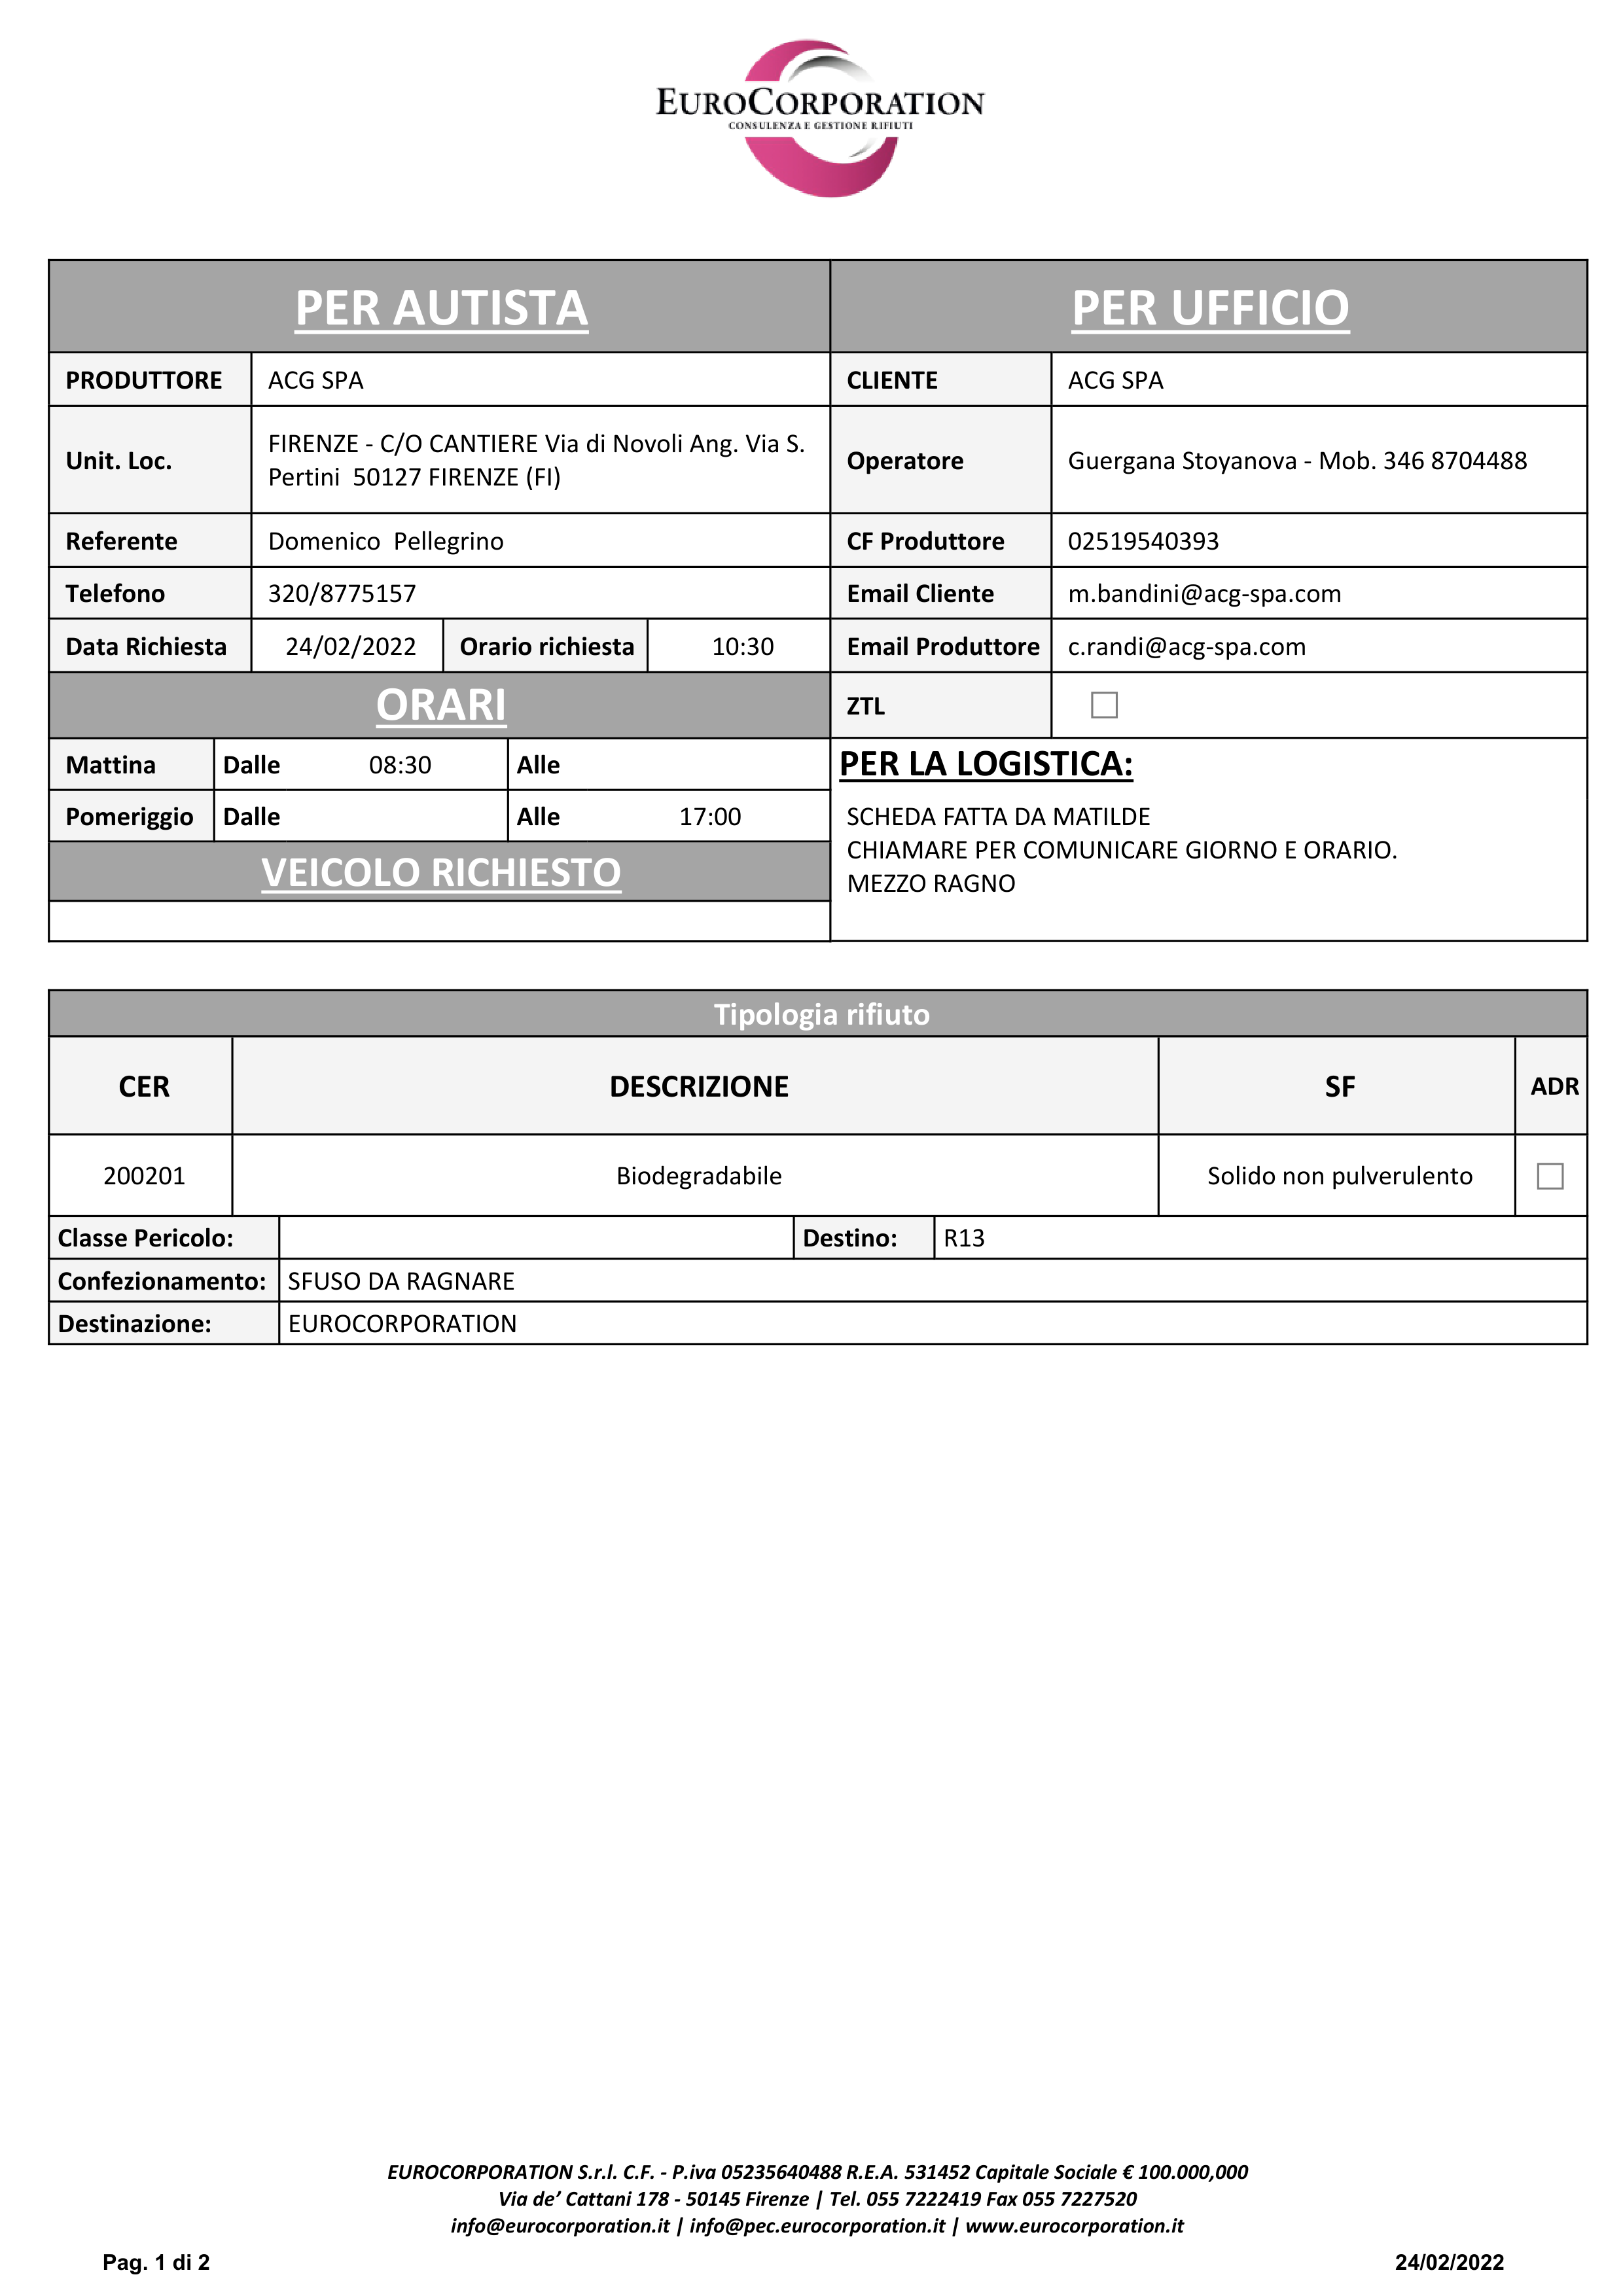 EUROCORPORATION
CONSULENZA E GESTIONE RIFIUTI
PER AUTISTA
PER UFFICIO
PRODUTTORE ACG SPA
CLIENTE ACG SPA
Unit. Loc. FIRENZE - C/O CANTIERE Via di Novoli Ang. Via S.
Pertini 50127 FIRENZE (FI)
Operatore Guergana Stoyanova - Mob. 346 8704488
Referente Domenico Pellegrino
CF Produttore 02519540393
Telefono 320/8775157
Email Cliente m.bandini@acg-spa.com
Data Richiesta 24/02/2022 Orario richiesta 10:30
Email Produttore c.randi@acg-spa.com
ORARI
ZTL
Mattina Dalle 08:30 Alle
Pomeriggio Dalle Alle 17:00
VEICOLO RICHIESTO
PER LA LOGISTICA:
SCHEDA FATTA DA MATILDE
CHIAMARE PER COMUNICARE GIORNO E ORARIO.
MEZZO RAGNO
Tipologia rifiuto
CER DESCRIZIONE SF ADR
200201 Biodegradabile Solido non pulverulento
Classe Pericolo: Destino: R13
Confezionamento: SFUSO DA RAGNARE
Destinazione: EUROCORPORATION
EUROCORPORATION S.r.l. C.F. - P.iva 05235640488 R.E.A. 531452 Capitale Sociale € 100.000,000
Via de’ Cattani 178 - 50145 Firenze | Tel. 055 7222419 Fax 055 7227520
info@eurocorporation.it | info@pec.eurocorporation.it | www.eurocorporation.it
Pag. 1 di 2 24/02/2022